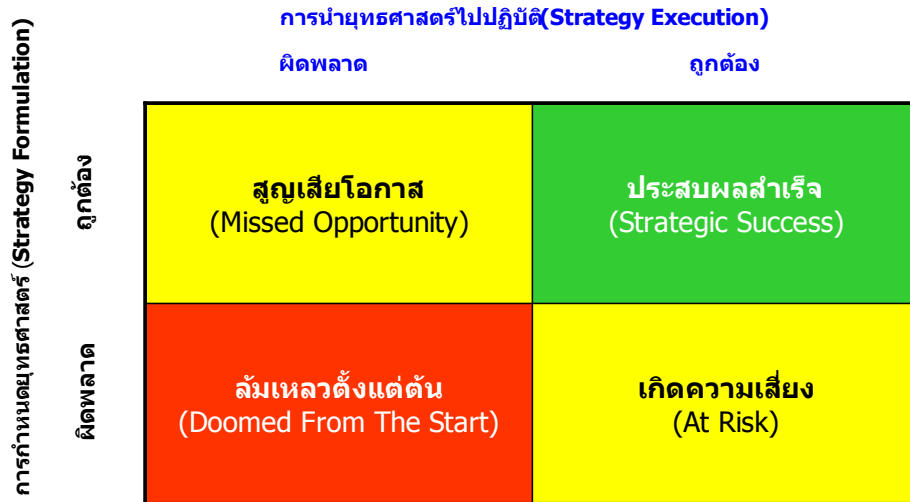 การนำยุทธศาสตร์ไปปฏิบัติ(Strategy Execution)
ผิดพลาด
ถูกต้อง
การกำหนดยุทธศาสตร์ (Strategy Formulation)
ถูกต้อง
สูญเสียโอกาส
(Missed Opportunity)
ประสบผลสำเร็จ
(Strategic Success)
ผิดพลาด
ล้มเหลวตั้งแต่ต้น
(Doomed From The Start)
เกิดความเสี่ยง
(At Risk)